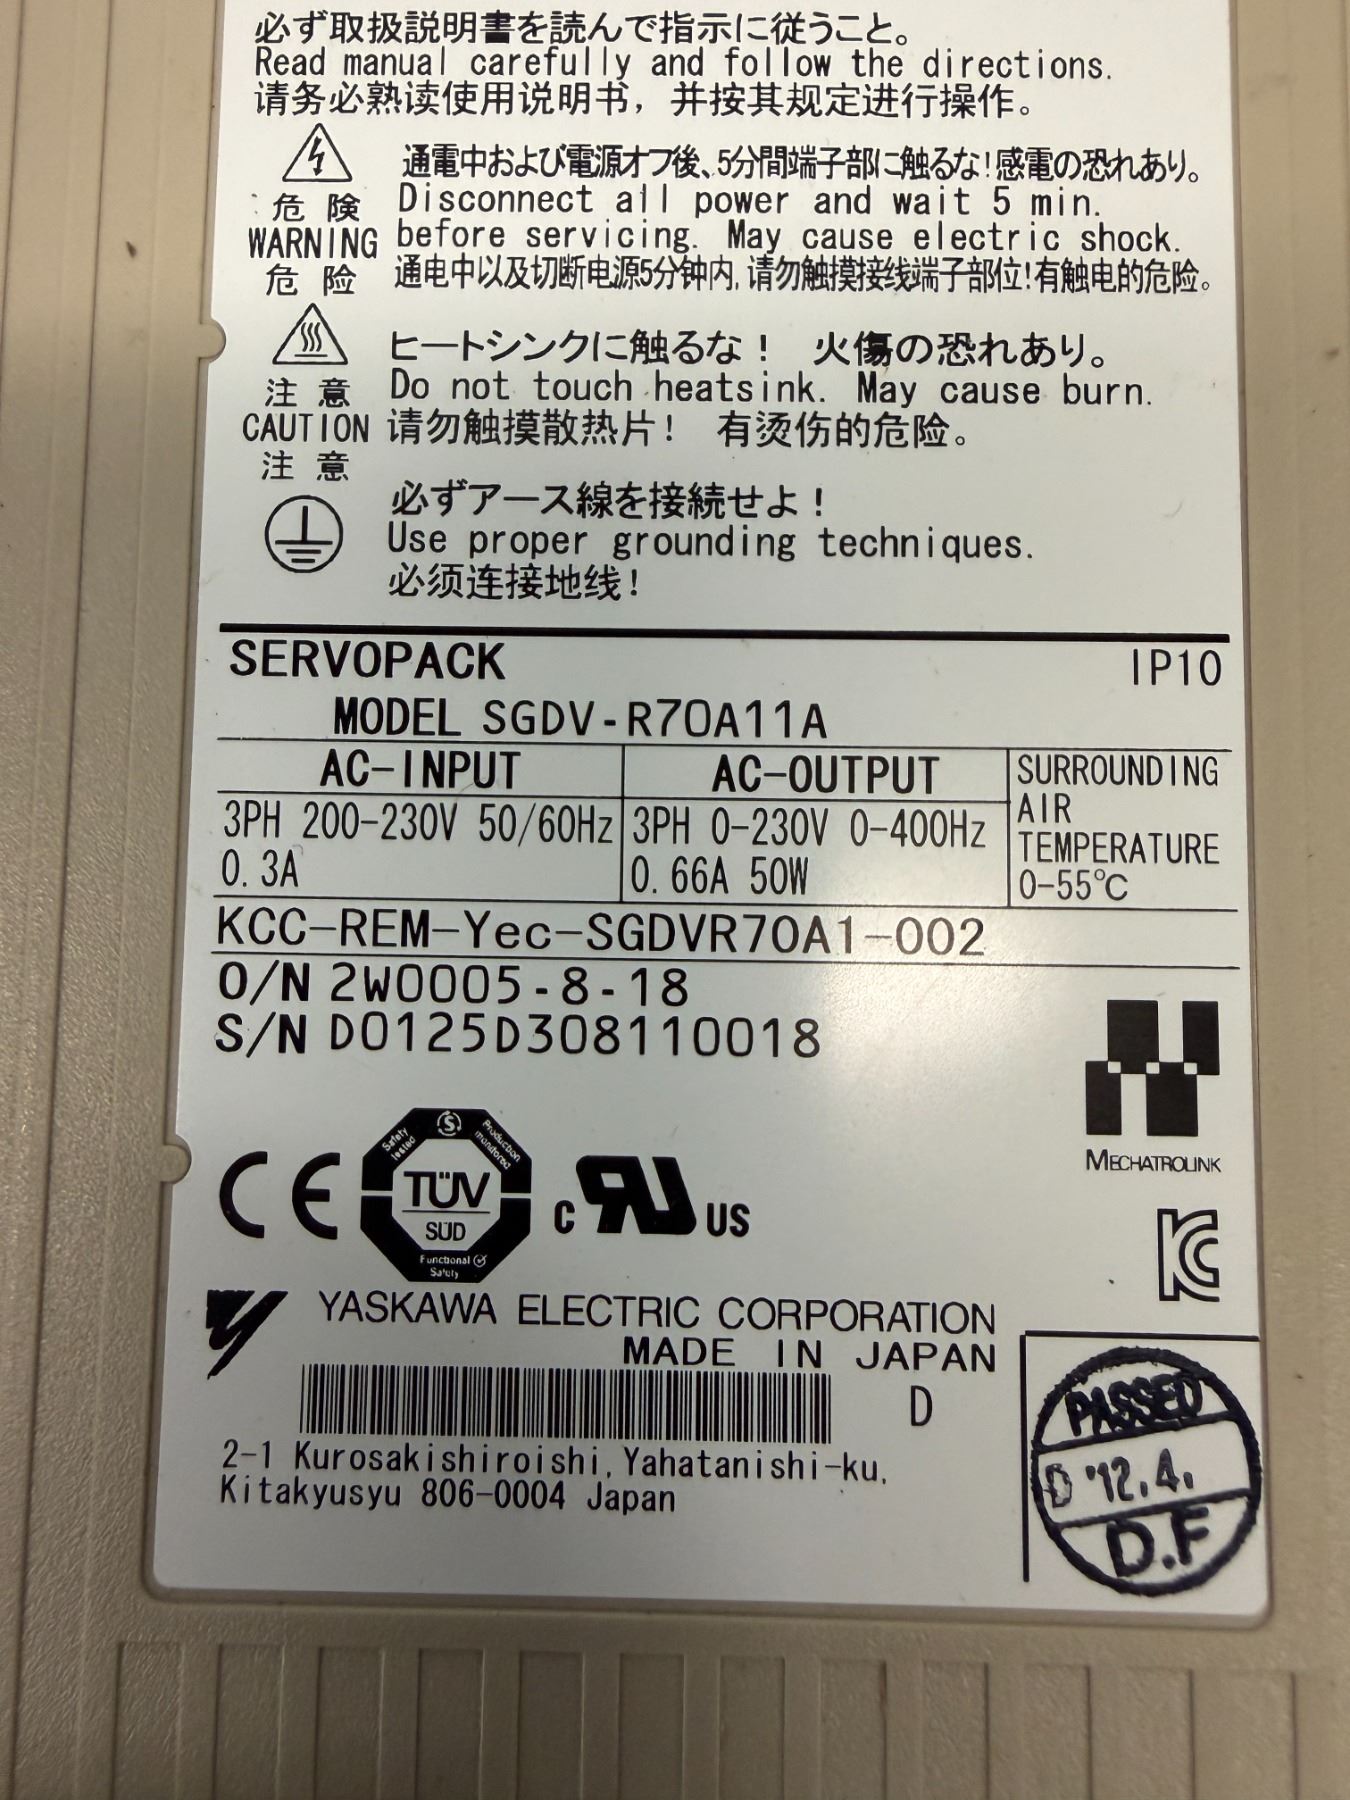 必ず取扱説明書を読んで指示に従うこと。
Read manual carefully and follow the directions.
请务必熟读使用说明书，并按其规定进行操作。
通電中および電源オフ後、5分間端子部に触るな！感電の恐れあり。
危 険
Disconnect all power and wait 5 min.
WARNING
before servicing. May cause electric shock.
危 险
通电中以及切断电源5分钟内,请勿触摸接线端子部位！有触电的危险。
ヒートシンクに触るな！ 火傷の恐れあり。
注 意
Do not touch heatsink. May cause burn.
CAUTION
请勿触摸散热片！ 有烫伤的危险。
注 意
必ずアース線を接続せよ！
Use proper grounding techniques.
必须连接地线！
SERVOPACK
IP10
MODEL SGDV-R70A11A
AC-INPUT
3PH 200-230V 50/60Hz
0.3A
AC-OUTPUT
3PH 0-230V 0-400Hz
0.66A 50W
SURROUNDING
AIR
TEMPERATURE
0-55℃
KCC-REM-Yec-SGDVR70A1-002
O/N 2W0005-8-18
S/N D0125D308110018
MECHATROLINK
CE
Safety tested
S
Production monitored
TÜV
SÜD
Functional
Safety
c RU US
KC
YASKAWA ELECTRIC CORPORATION
MADE IN JAPAN
D
2-1 Kurosakishiroishi,Yahatanishi-ku,
Kitakyusyu 806-0004 Japan
PASSED
D '12.4.
D.F